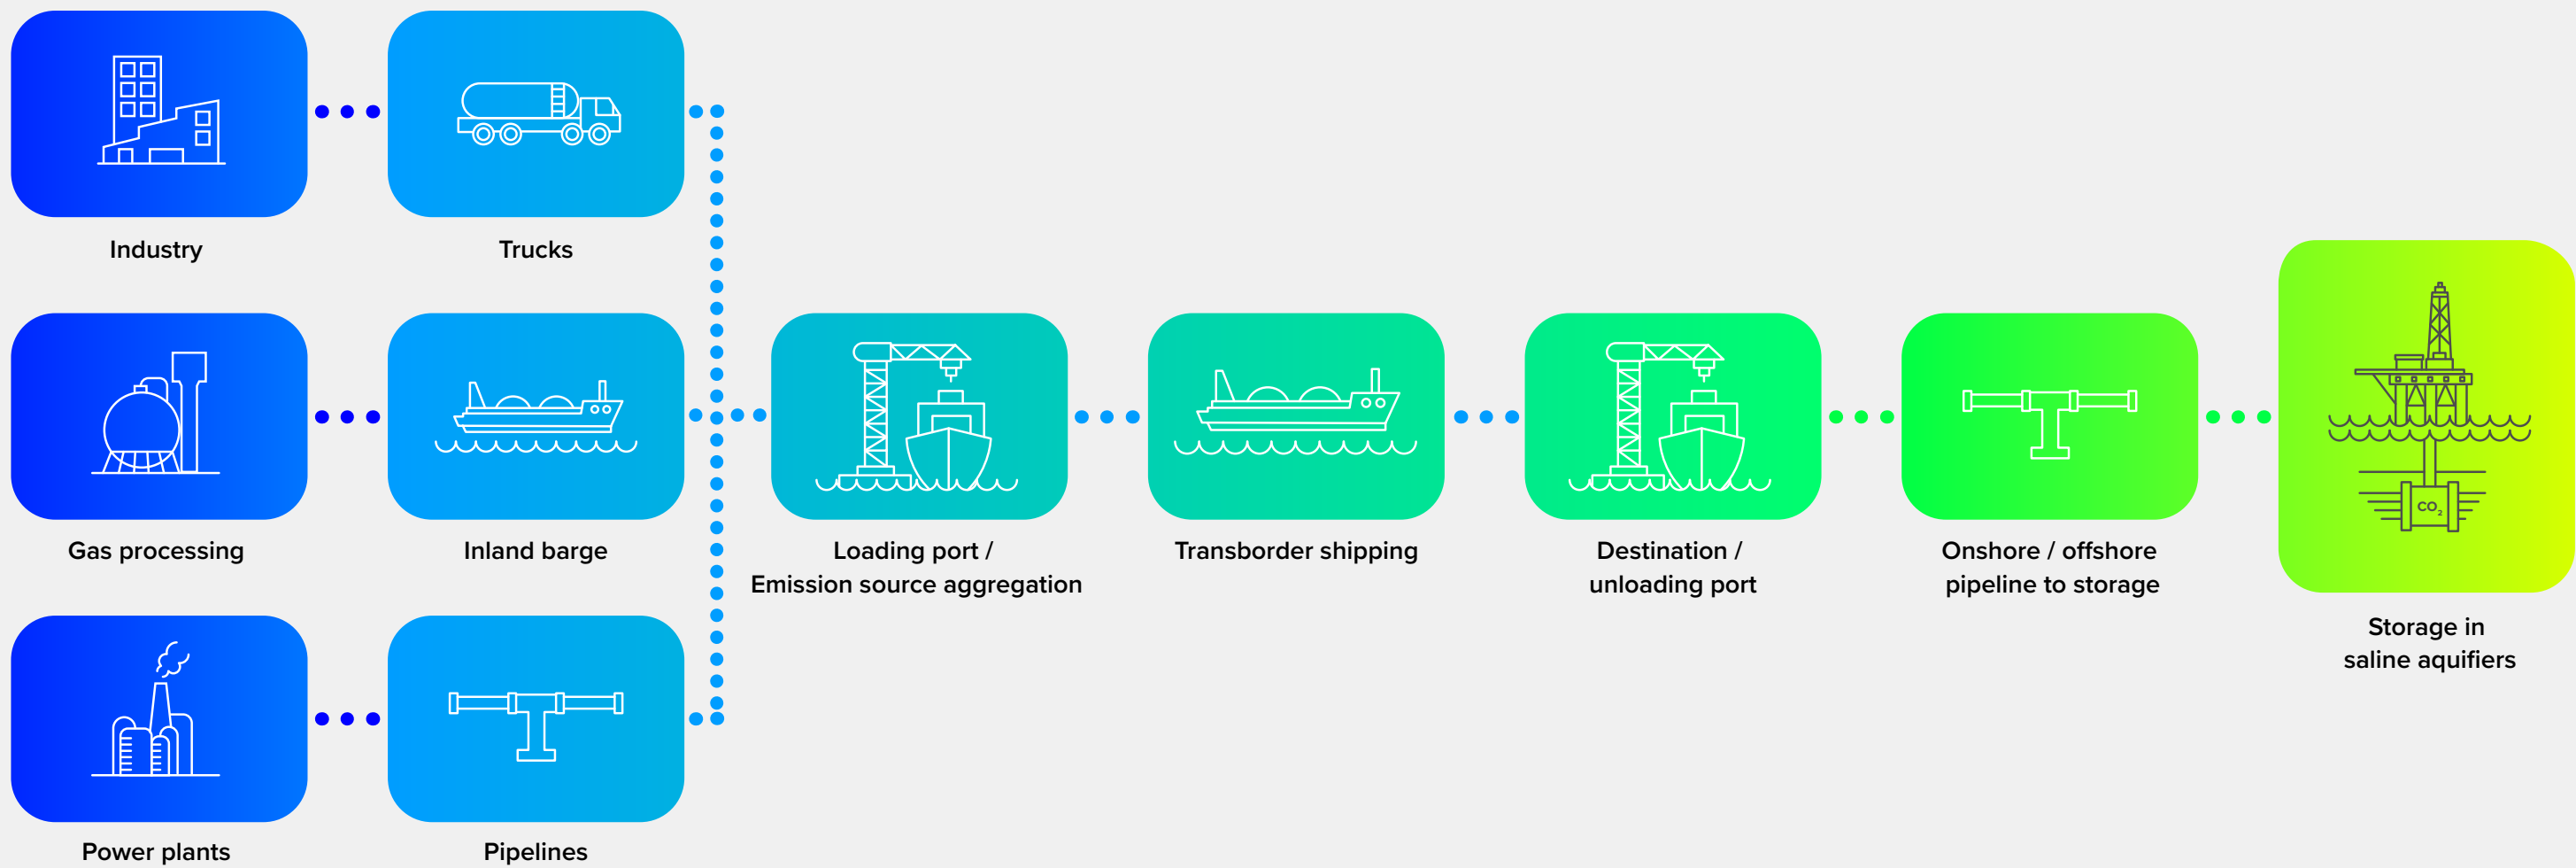 Industry
Trucks
Gas processing
Inland barge
Loading port /
Emission source aggregation
Transborder shipping
Destination /
unloading port
Onshore / offshore
pipeline to storage
CO₂
Storage in
saline aquifiers
Power plants
Pipelines